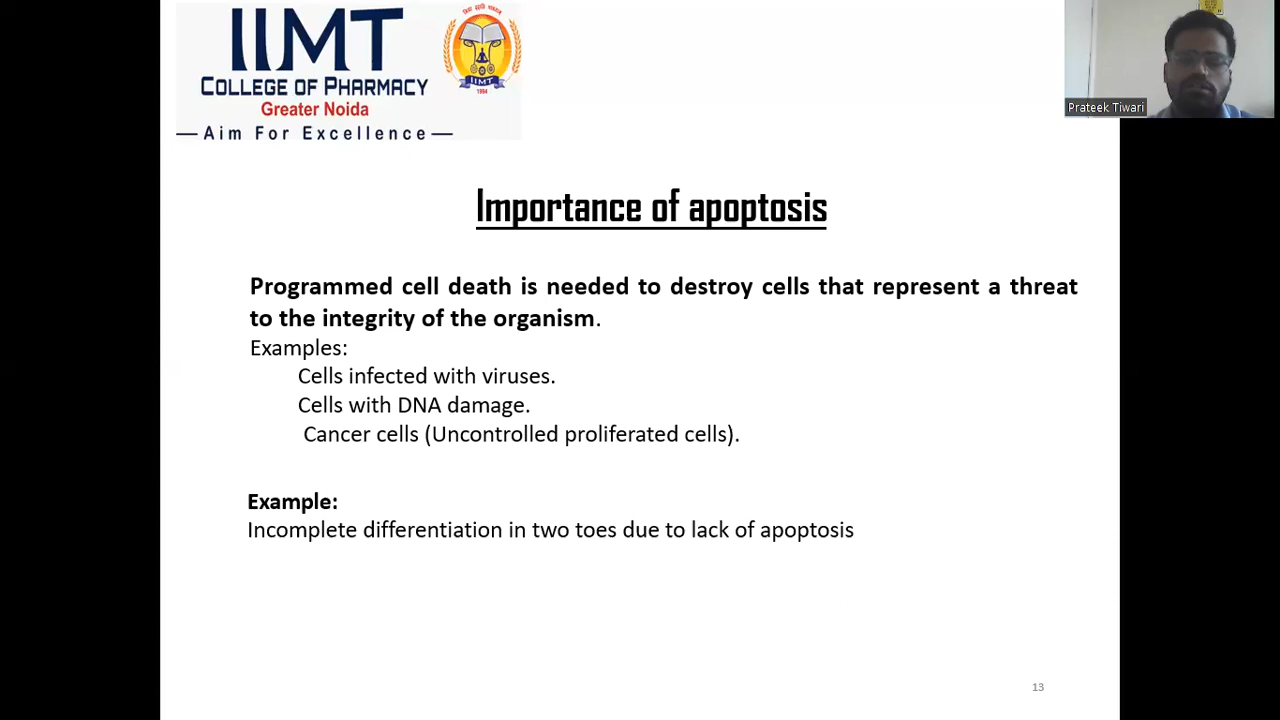 IIMT
COLLEGE OF PHARMACY
Greater Noida
— Aim For Excellence —
IIMT
1994
Prateek Tiwari
Importance of apoptosis
Programmed cell death is needed to destroy cells that represent a threat
to the integrity of the organism.
Examples:
Cells infected with viruses.
Cells with DNA damage.
Cancer cells (Uncontrolled proliferated cells).
Example:
Incomplete differentiation in two toes due to lack of apoptosis
13